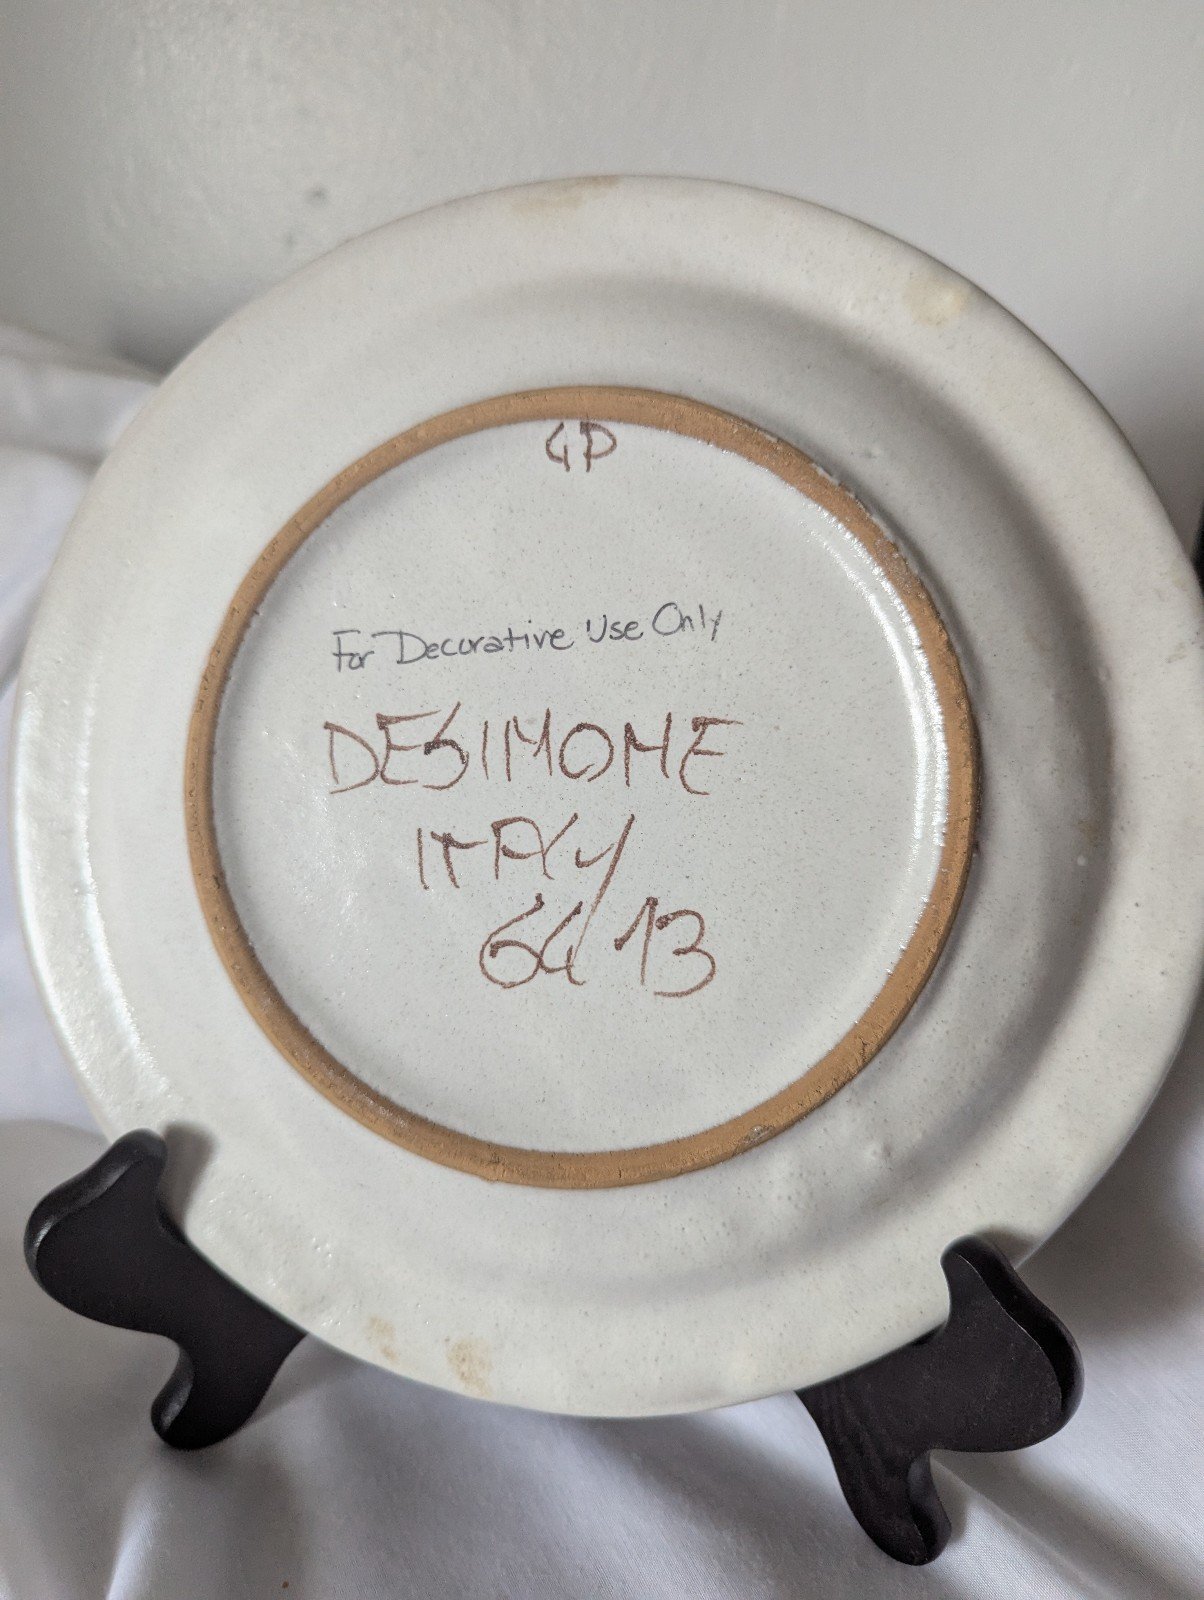 GP
For Decorative Use Only
DESIMONE
ITALY
64/13